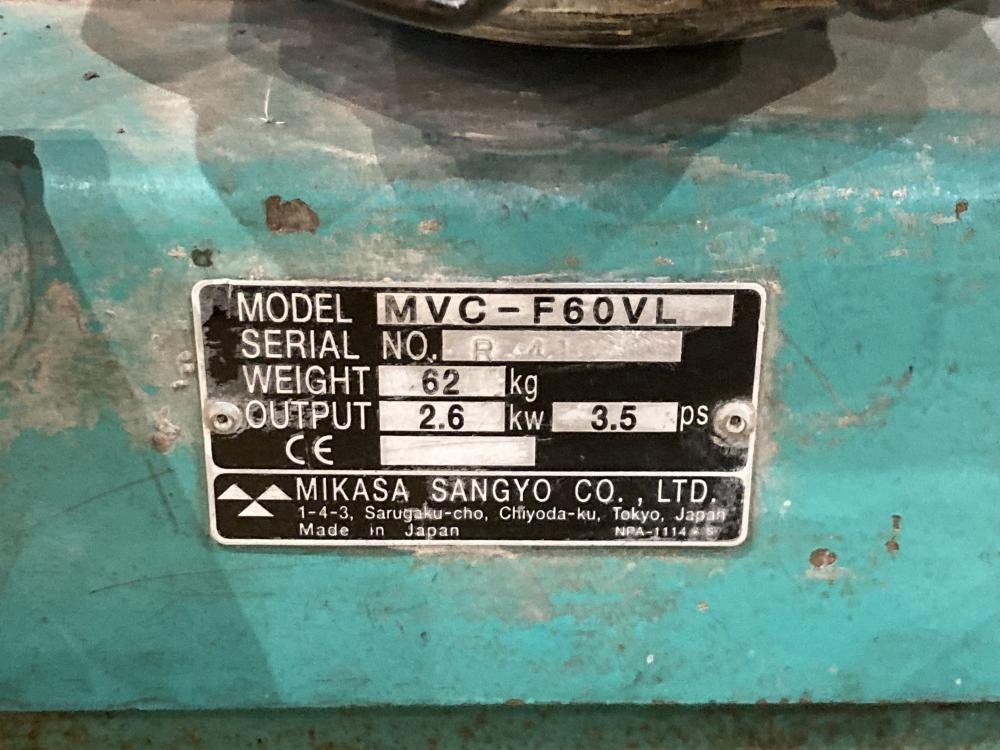 MODEL MVC-F60VL
SERIAL NO. R-4
WEIGHT 62 kg
OUTPUT 2.6 kw 3.5 ps
CE
MIKASA SANGYO CO., LTD.
1-4-3, Sarugaku-cho, Chiyoda-ku, Tokyo, Japan
Made in Japan